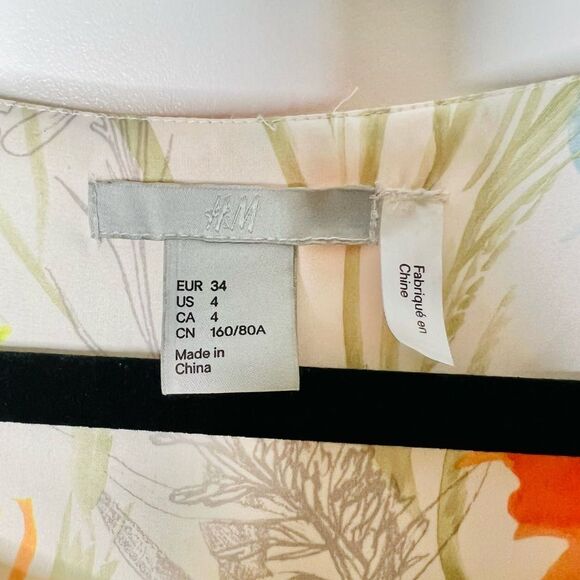 H&M
EUR 34
US 4
CA 4
CN 160/80A
Made in
China
Fabriqué en
Chine